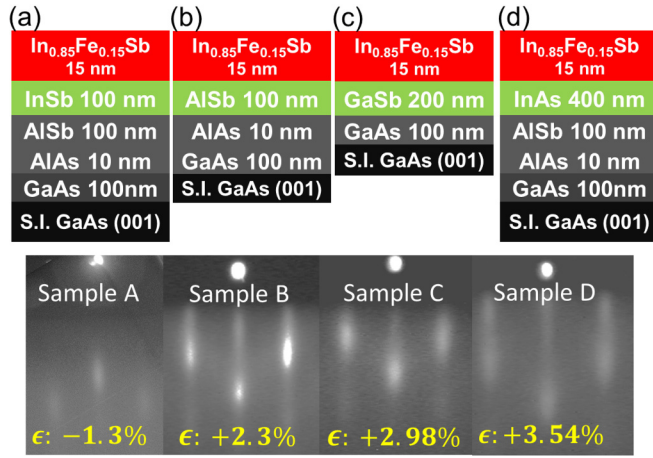 (a)
In0.85Fe0.15Sb
15 nm
InSb 100 nm
AlSb 100 nm
AlAs 10 nm
GaAs 100nm
S.I. GaAs (001)
(b)
In0.85Fe0.15Sb
15 nm
AlSb 100 nm
AlAs 10 nm
GaAs 100 nm
S.I. GaAs (001)
(c)
In0.85Fe0.15Sb
15 nm
GaSb 200 nm
GaAs 100 nm
S.I. GaAs (001)
(d)
In0.85Fe0.15Sb
15 nm
InAs 400 nm
AlSb 100 nm
AlAs 10 nm
GaAs 100nm
S.I. GaAs (001)
Sample A
ϵ: −1.3%
Sample B
ϵ: +2.3%
Sample C
ϵ: +2.98%
Sample D
ϵ: +3.54%